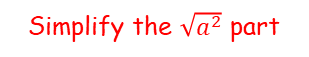 Simplify the √a² part